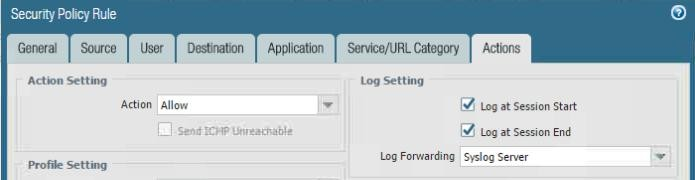 Security Policy Rule
General Source User Destination Application Service/URL Category Actions
Action Setting
Action Allow
Send ICMP Unreachable
Profile Setting
Log Setting
Log at Session Start
Log at Session End
Log Forwarding Syslog Server